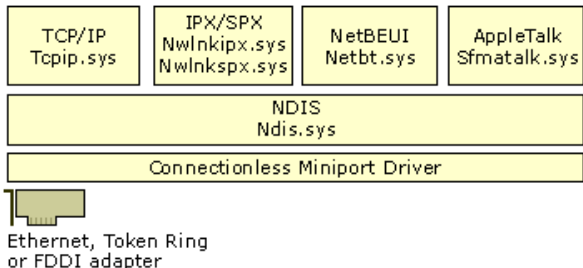 TCP/IP
Tcpip.sys
IPX/SPX
Nwlnkipx.sys
Nwlnkspx.sys
NetBEUI
Netbt.sys
AppleTalk
Sfmatalk.sys
NDIS
Ndis.sys
Connectionless Miniport Driver
Ethernet, Token Ring
or FDDI adapter